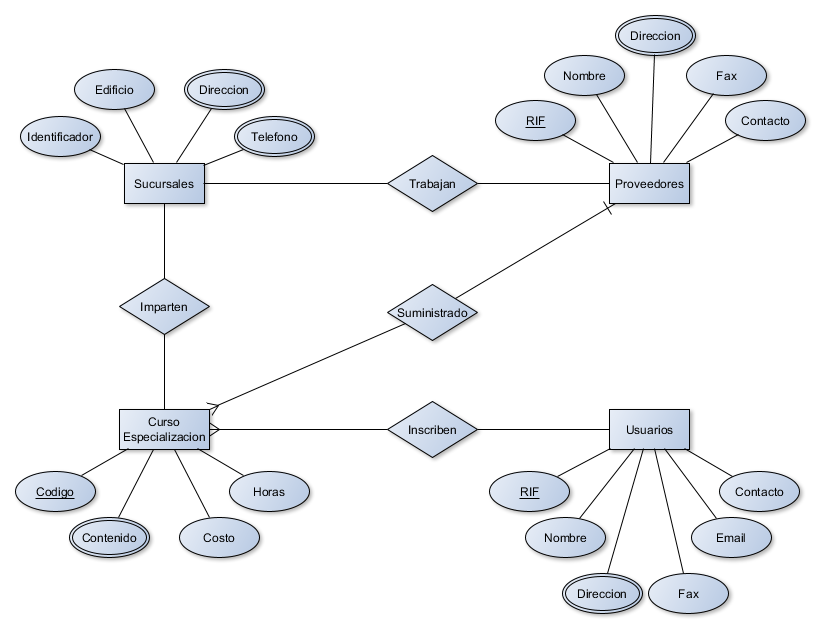 Direccion
Nombre
Fax
Edificio
Direccion
RIF
Contacto
Identificador
Telefono
Sucursales
Trabajan
Proveedores
Imparten
Suministrado
Curso
Especializacion
Inscriben
Usuarios
Codigo
Horas
RIF
Contacto
Contenido
Costo
Nombre
Email
Direccion
Fax